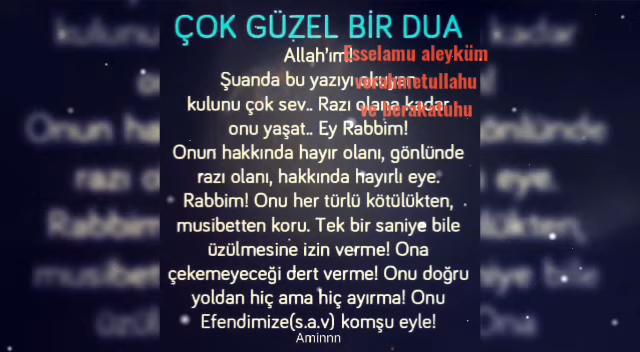 ÇOK GÜZEL BİR DUA
Allah'ım!
Esselamu aleyküm
verahmetullahu
ve berakatuhu
Şuanda bu yazıyı okuyan
kulunu çok sev.. Razı olana kadar
onu yaşat.. Ey Rabbim!
Onun hakkında hayır olanı, gönlünde
razı olanı, hakkında hayırlı eye.
Rabbim! Onu her türlü kötülükten,
musibetten koru. Tek bir saniye bile
üzülmesine izin verme! Ona
çekemeyeceği dert verme! Onu doğru
yoldan hiç ama hiç ayırma! Onu
Efendimize(s.a.v) komşu eyle!
Aminnn